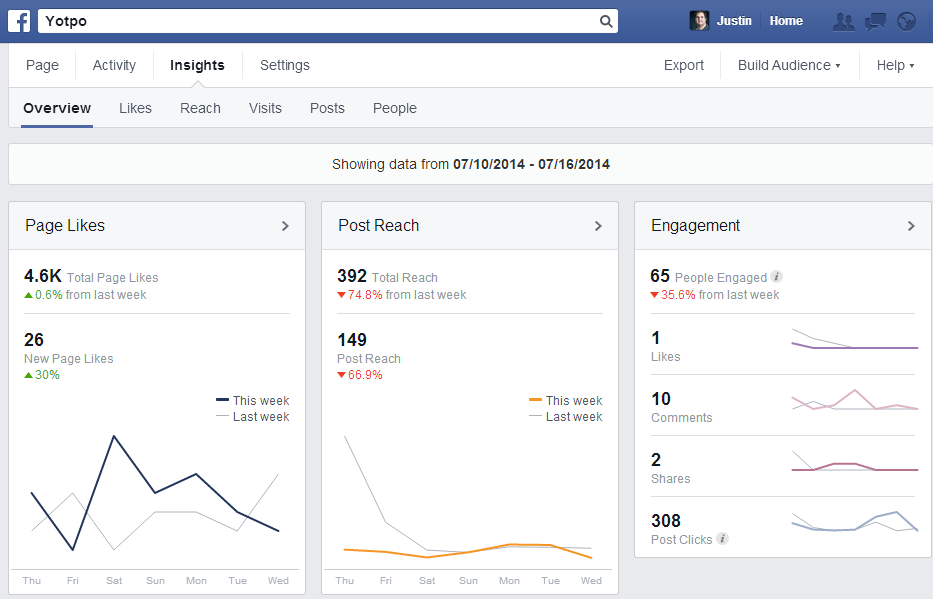 f Yotpo Justin Home
Page Activity Insights Settings Export Build Audience Help
Overview Likes Reach Visits Posts People
Showing data from 07/10/2014 - 07/16/2014
Page Likes
4.6K Total Page Likes
0.6% from last week
26
New Page Likes
30%
This week
Last week
Thu Fri Sat Sun Mon Tue Wed
Post Reach
392 Total Reach
74.8% from last week
149
Post Reach
66.9%
This week
Last week
Thu Fri Sat Sun Mon Tue Wed
Engagement
65 People Engaged i
35.6% from last week
1
Likes
10
Comments
2
Shares
308
Post Clicks i